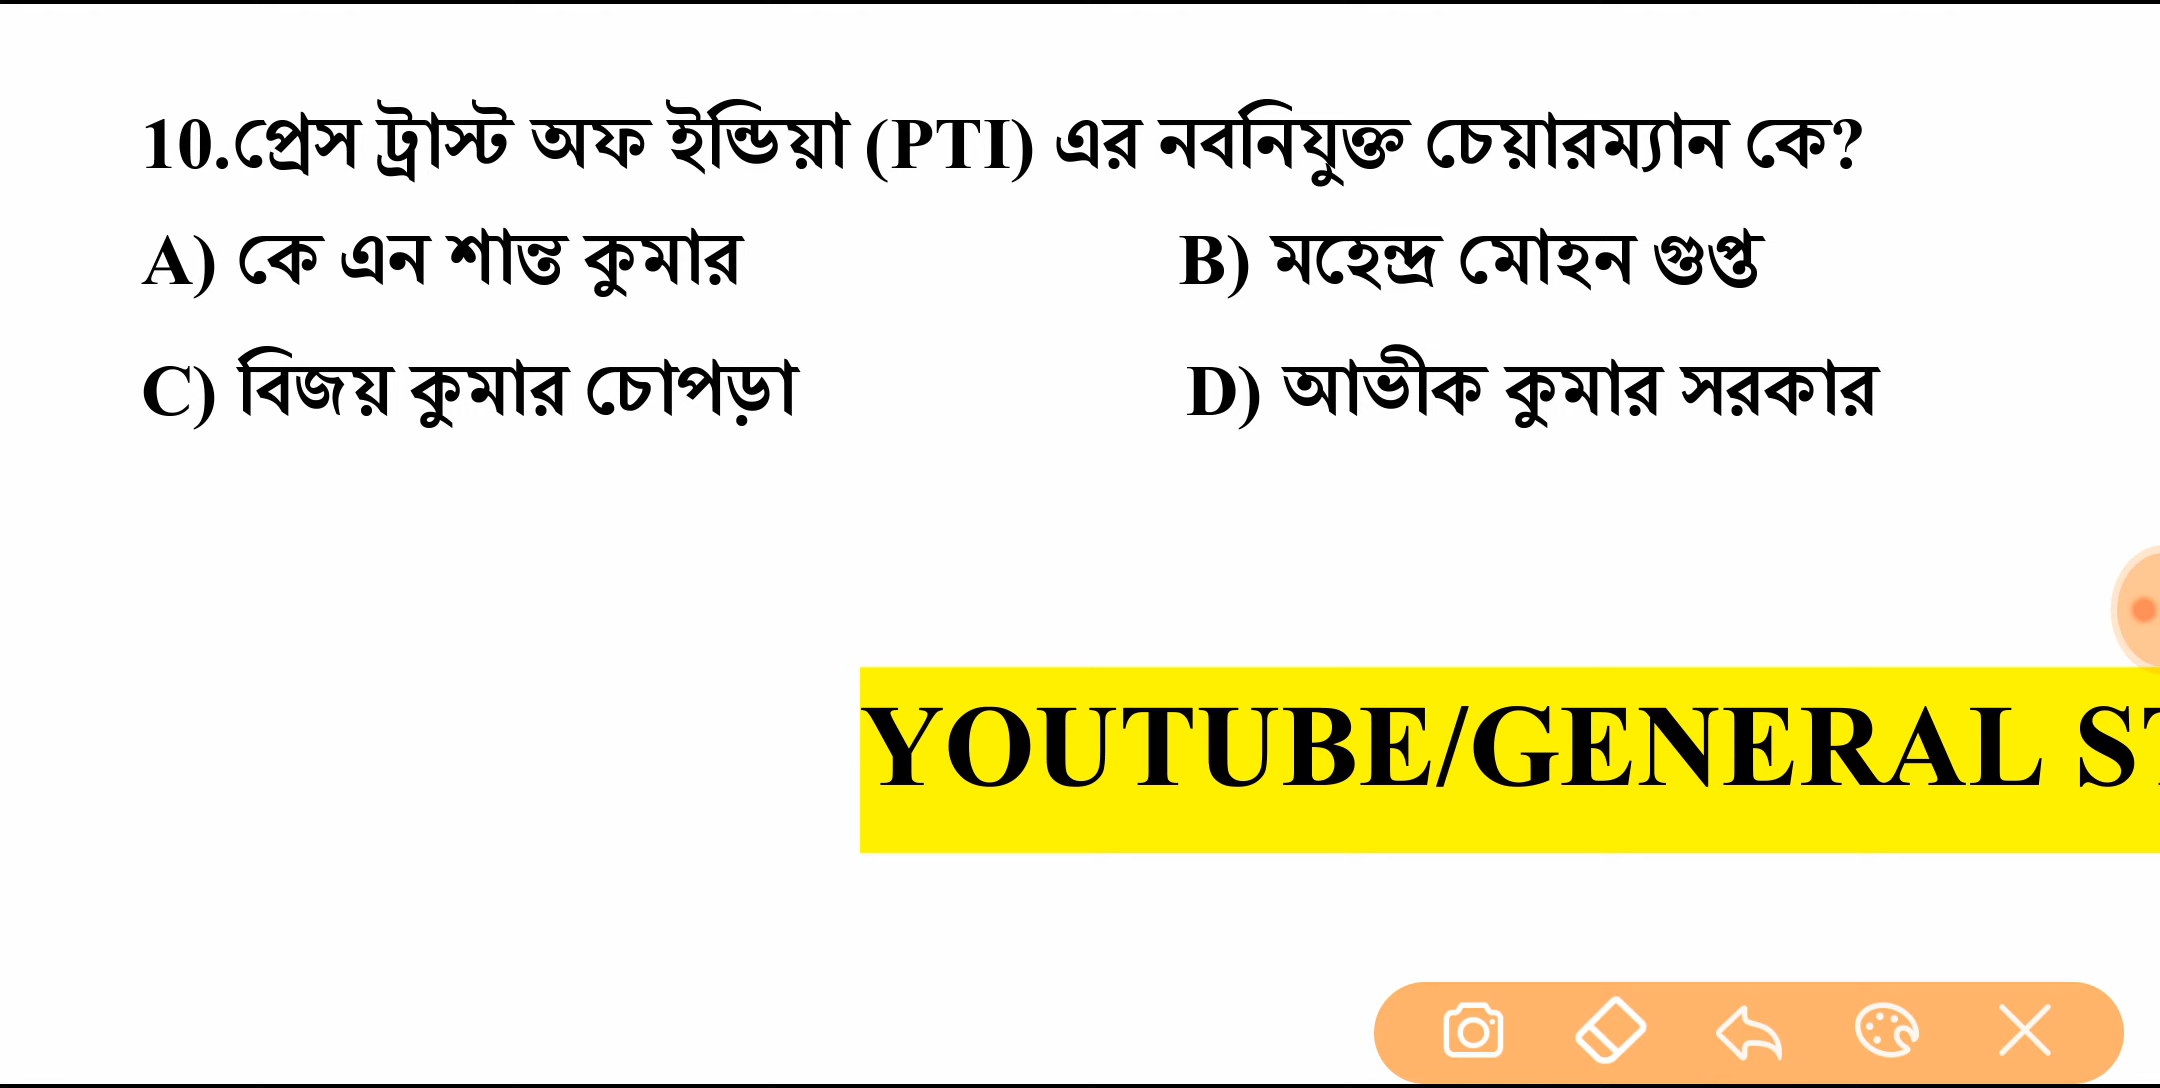 10.প্রেস ট্রাস্ট অফ ইন্ডিয়া (PTI) এর নবনিযুক্ত চেয়ারম্যান কে?
A) কে এন শান্ত কুমার B) মহেন্দ্র মোহন গুপ্ত
C) বিজয় কুমার চোপড়া D) আভীক কুমার সরকার
YOUTUBE/GENERAL